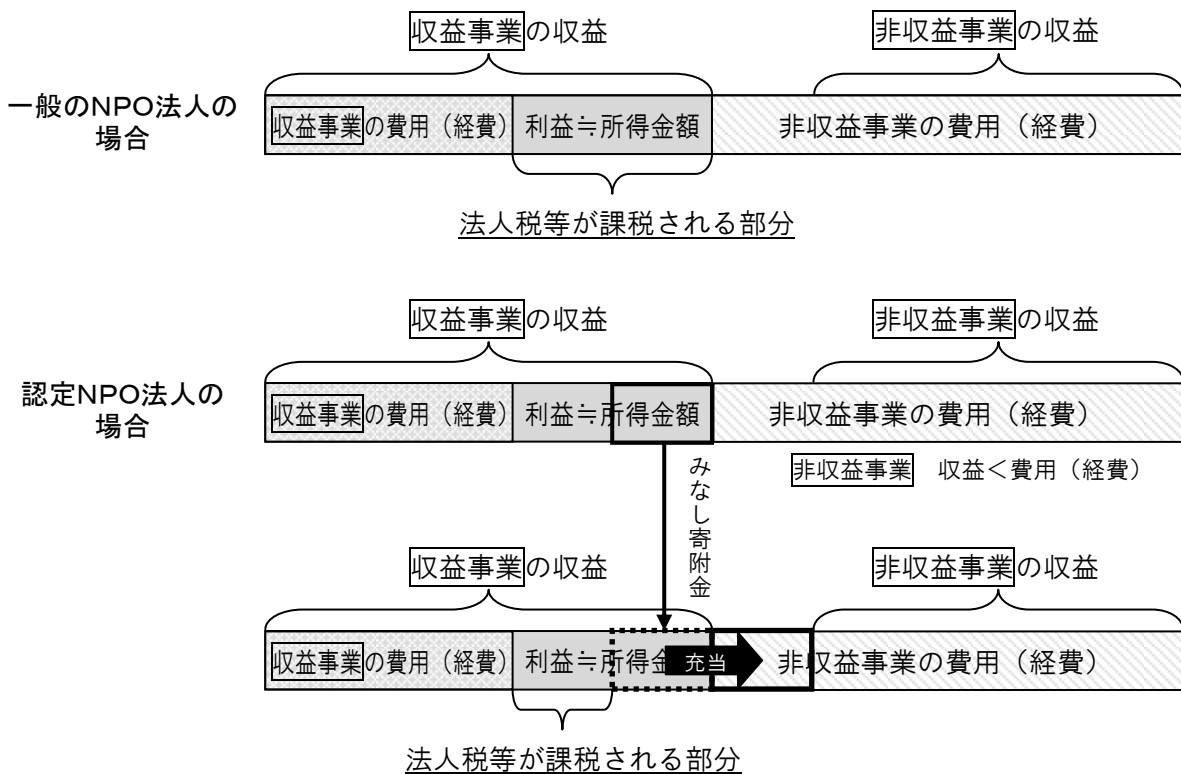 収益事業の収益
非収益事業の収益
一般のNPO法人の
場合
収益事業の費用（経費）
利益≒所得金額
非収益事業の費用（経費）
法人税等が課税される部分
収益事業の収益
非収益事業の収益
認定NPO法人の
場合
収益事業の費用（経費）
利益≒所得金額
非収益事業の費用（経費）
非収益事業　収益＜費用（経費）
みなし寄附金
収益事業の収益
非収益事業の収益
収益事業の費用（経費）
利益≒所得金
充当
非収益事業の費用（経費）
法人税等が課税される部分